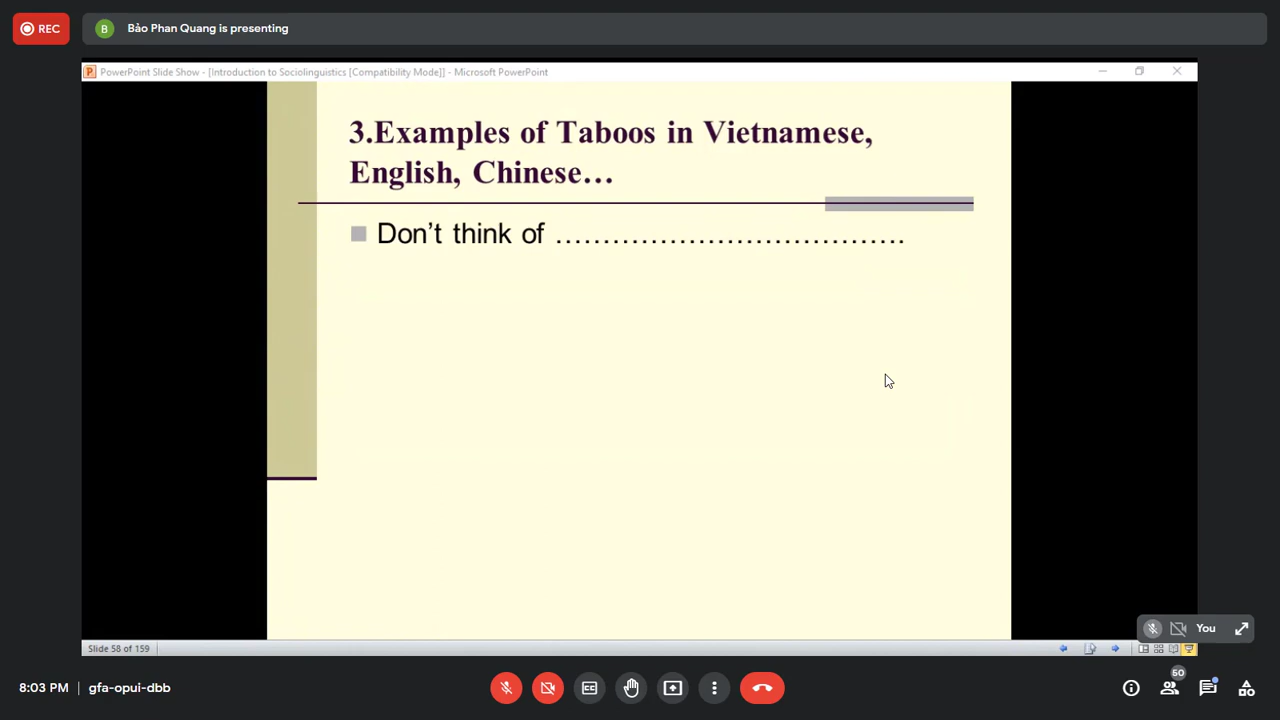 REC
B
Bảo Phan Quang is presenting
P PowerPoint Slide Show - [Introduction to Sociolinguistics [Compatibility Mode]] - Microsoft PowerPoint
3.Examples of Taboos in Vietnamese,
English, Chinese…
Don't think of ………………………………….
You
Slide 58 of 159
50
8:03 PM | gfa-opui-dbb
CC